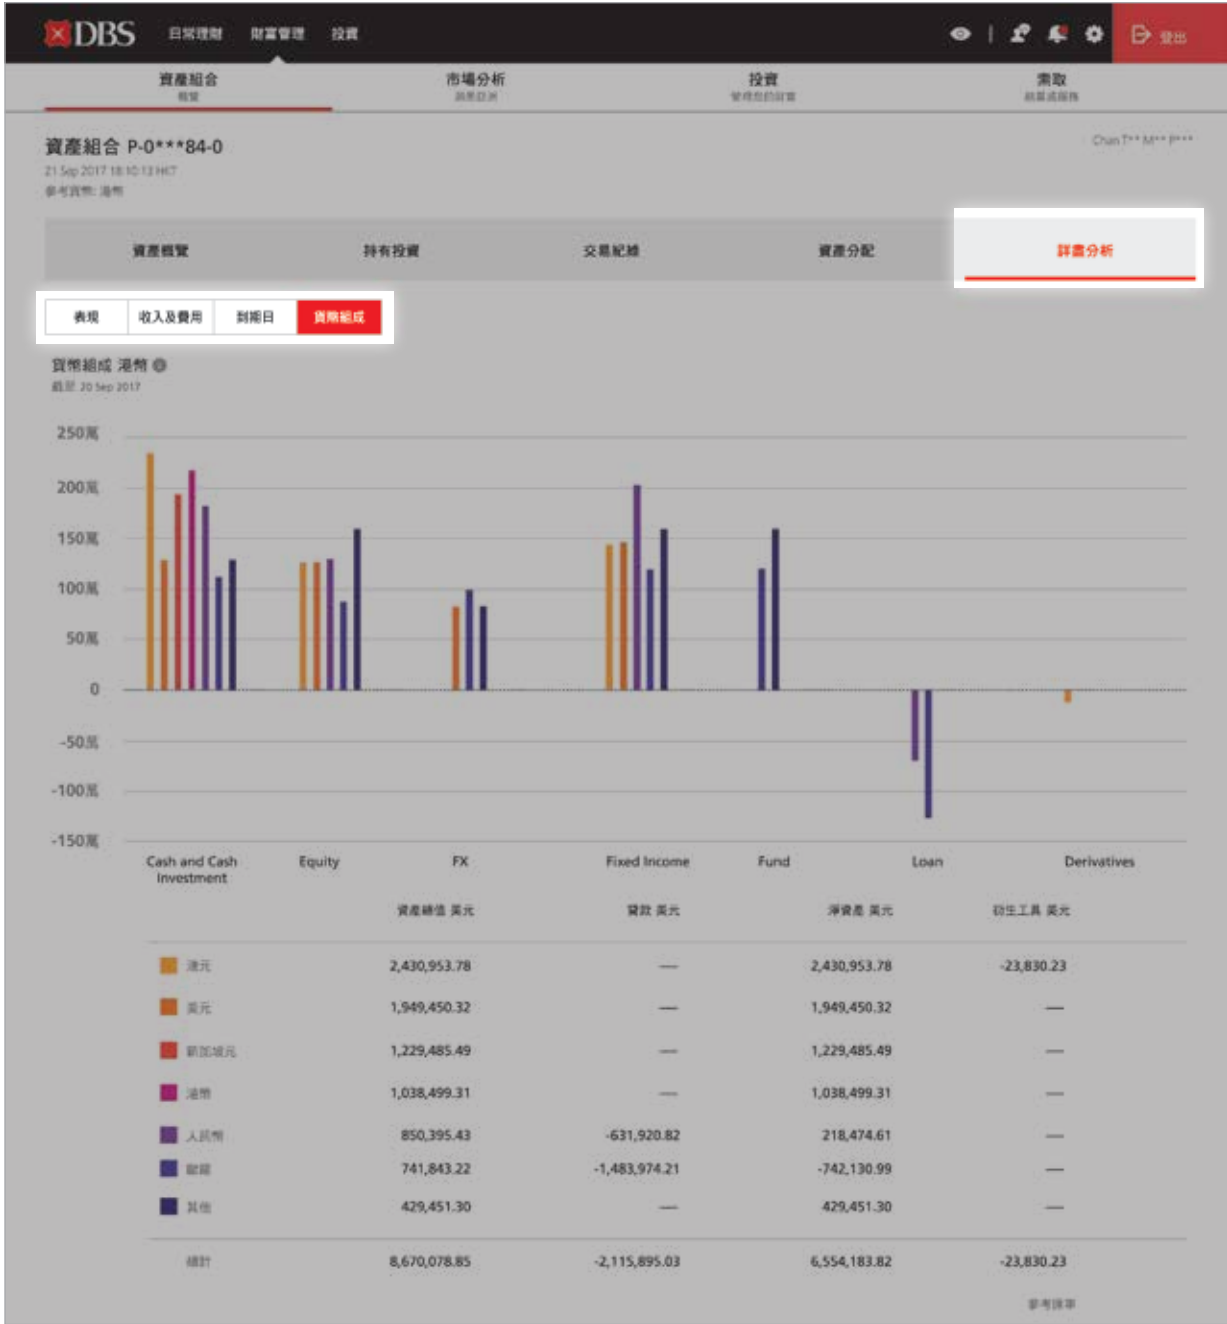 DBS 日常理財 財富管理 投資 登出
資產組合 市場分析 投資 索取
概覽
資產組合 P-0***84-0
Chan T** M** P***
21 Sep 2017 18:10:13 HKT
參考貨幣: 港幣
資產概覽 持有投資 交易紀錄 資產分配 詳盡分析
表現 收入及費用 到期日 貨幣組成
貨幣組成 港幣
截至 20 Sep 2017
250萬
200萬
150萬
100萬
50萬
0
-50萬
-100萬
-150萬
Cash and Cash Investment Equity FX Fixed Income Fund Loan Derivatives
資產總值 美元 貸款 美元 淨資產 美元 衍生工具 美元
2,430,953.78 — 2,430,953.78 -23,830.23
美元 1,949,450.32 — 1,949,450.32 —
新加坡元 1,229,485.49 — 1,229,485.49 —
港幣 1,038,499.31 — 1,038,499.31 —
人民幣 850,395.43 -631,920.82 218,474.61 —
歐羅 741,843.22 -1,483,974.21 -742,130.99 —
其他 429,451.30 — 429,451.30 —
總計 8,670,078.85 -2,115,895.03 6,554,183.82 -23,830.23
參考匯率